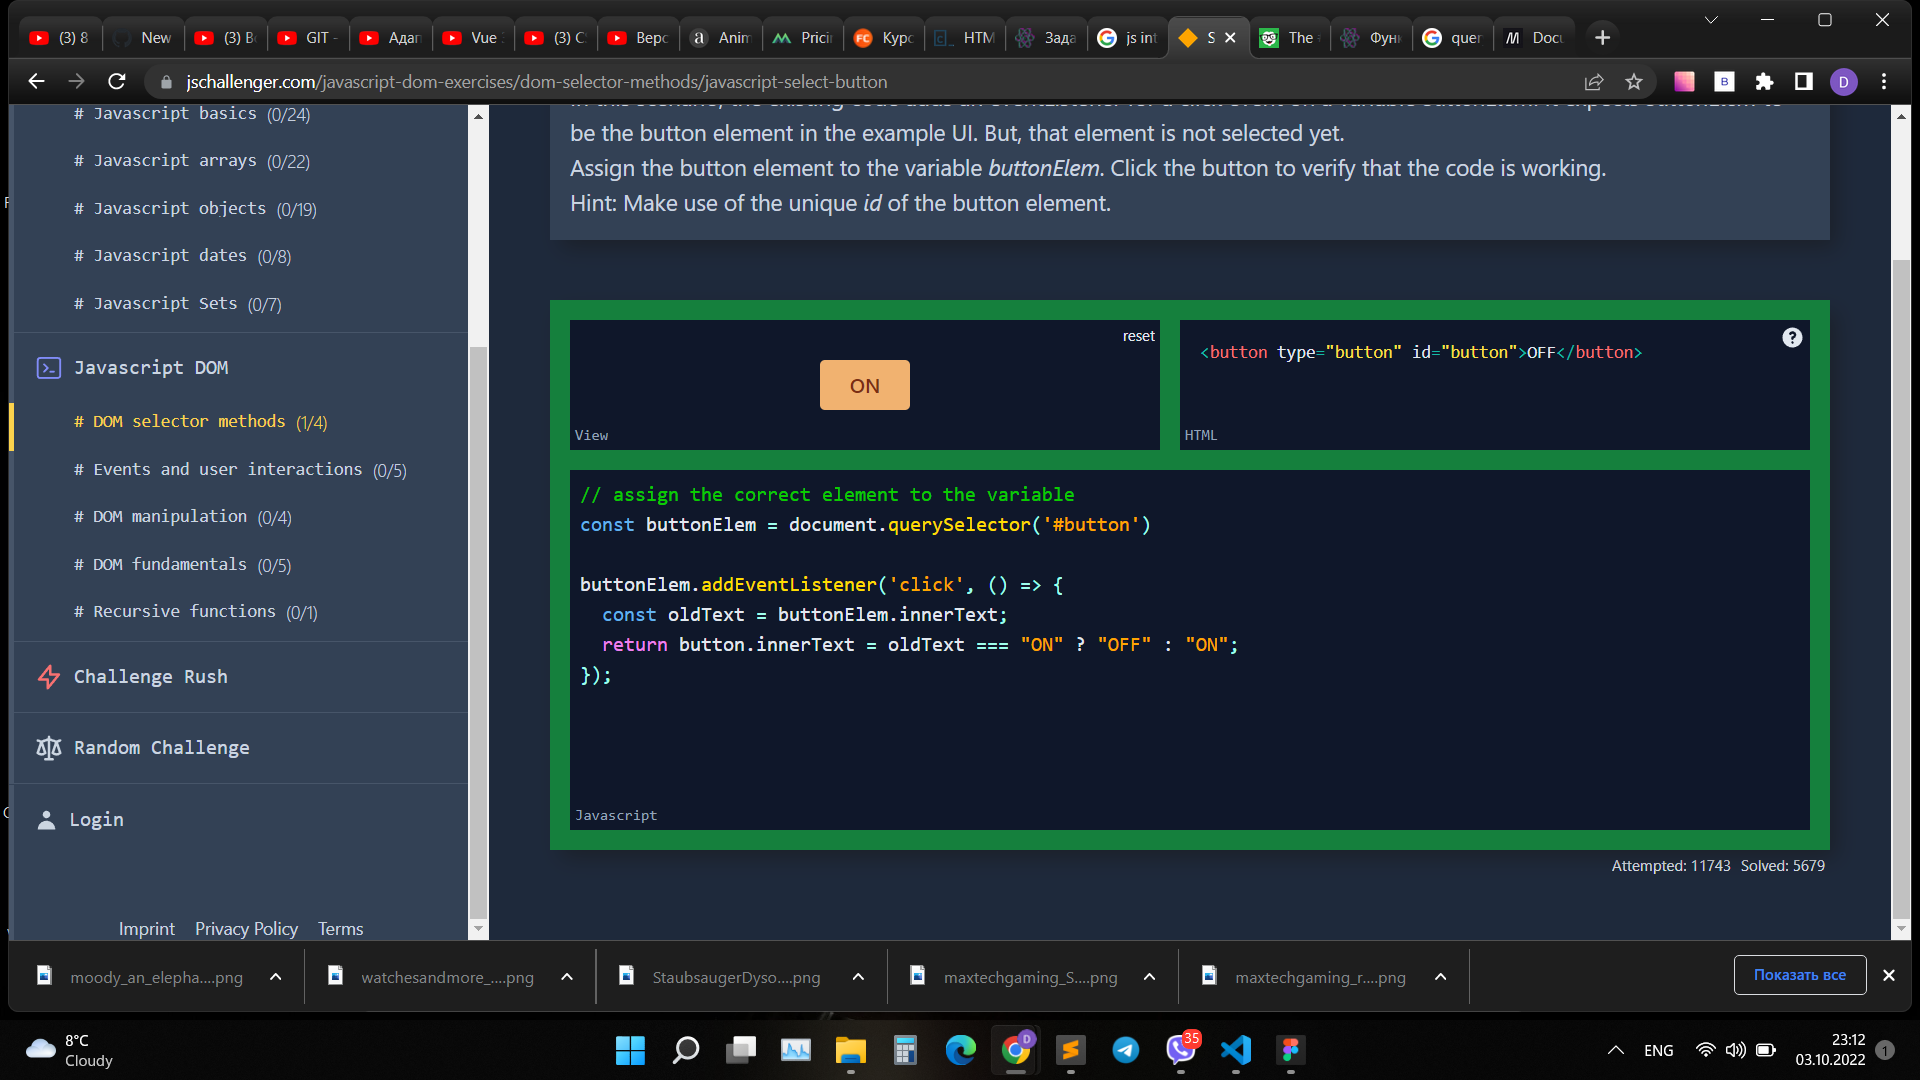 (3) 8
New
(3) Во
GIT -
Адап
Vue
(3) C
Верс
Anim
Pricin
FC Курс
HTM
Зада
js int
S
The
Функ
quer
Docu
jschallenger.com/javascript-dom-exercises/dom-selector-methods/javascript-select-button
B
D
# Javascript basics (0/24)
# Javascript arrays (0/22)
# Javascript objects (0/19)
# Javascript dates (0/8)
# Javascript Sets (0/7)
Javascript DOM
# DOM selector methods (1/4)
# Events and user interactions (0/5)
# DOM manipulation (0/4)
# DOM fundamentals (0/5)
# Recursive functions (0/1)
Challenge Rush
Random Challenge
Login
Imprint Privacy Policy Terms
be the button element in the example UI. But, that element is not selected yet.
Assign the button element to the variable buttonElem. Click the button to verify that the code is working.
Hint: Make use of the unique id of the button element.
reset
ON
View
<button type="button" id="button">OFF</button>
HTML
// assign the correct element to the variable
const buttonElem = document.querySelector('#button')
buttonElem.addEventListener('click', () => {
const oldText = buttonElem.innerText;
return button.innerText = oldText === "ON" ? "OFF" : "ON";
});
Javascript
Attempted: 11743 Solved: 5679
moody_an_elepha....png
watchesandmore_....png
StaubsaugerDyso....png
maxtechgaming_S....png
maxtechgaming_r....png
Показать все
8°C
Cloudy
D
35
ENG
23:12
03.10.2022
1